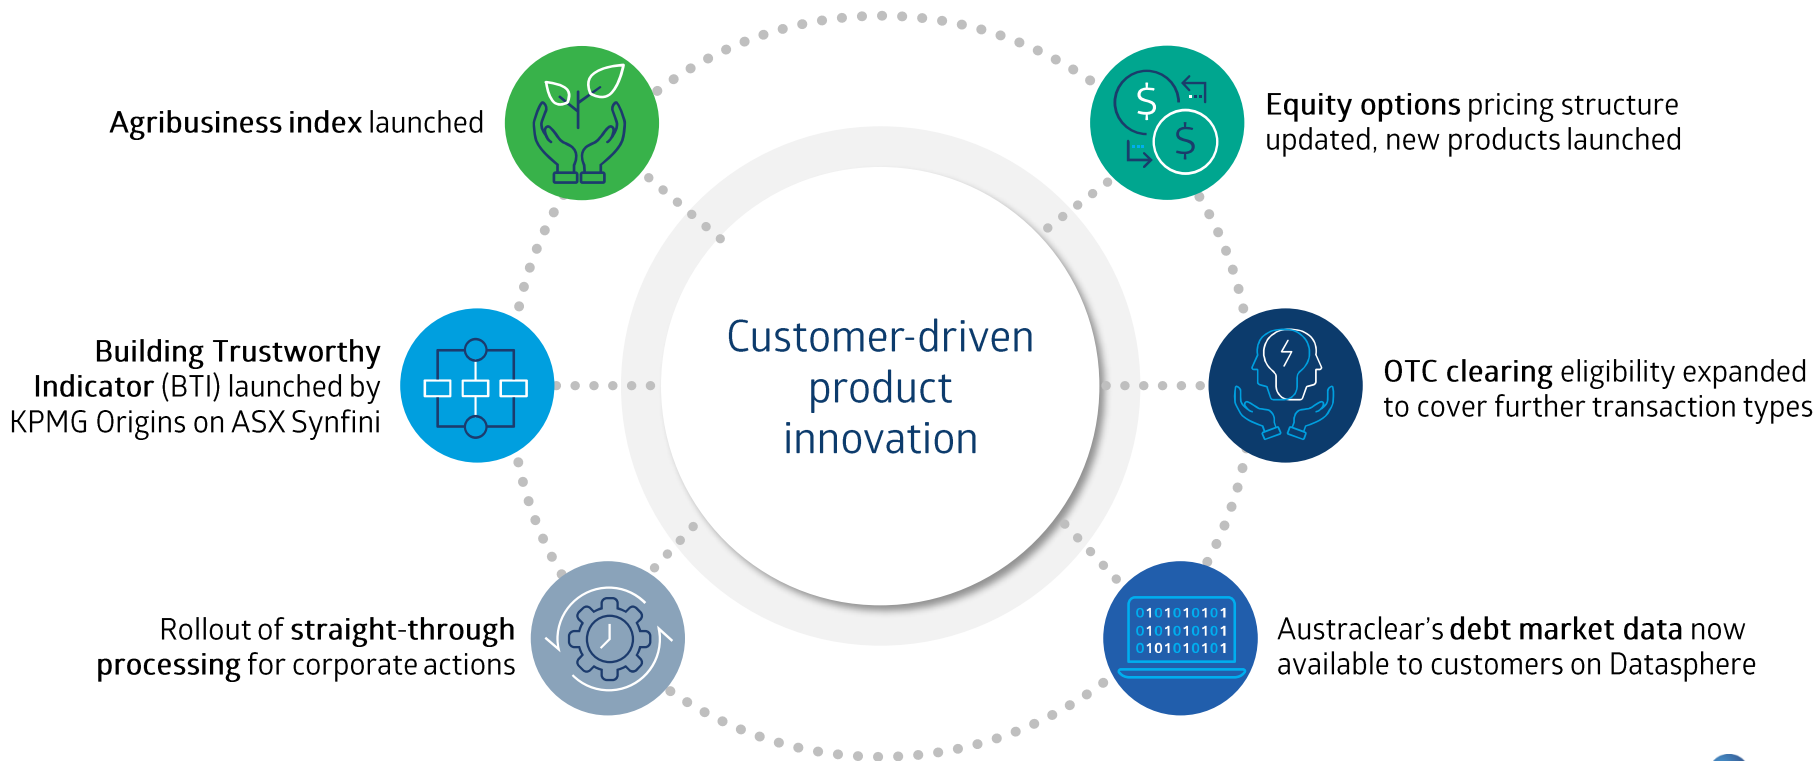 Agribusiness index launched
Equity options pricing structure
updated, new products launched
Building Trustworthy
Indicator (BTI) launched by
KPMG Origins on ASX Synfini
Customer-driven
product
innovation
OTC clearing eligibility expanded
to cover further transaction types
Rollout of straight-through
processing for corporate actions
Austraclear’s debt market data now
available to customers on Datasphere
$
$
0101010101
0101010101
0101010101